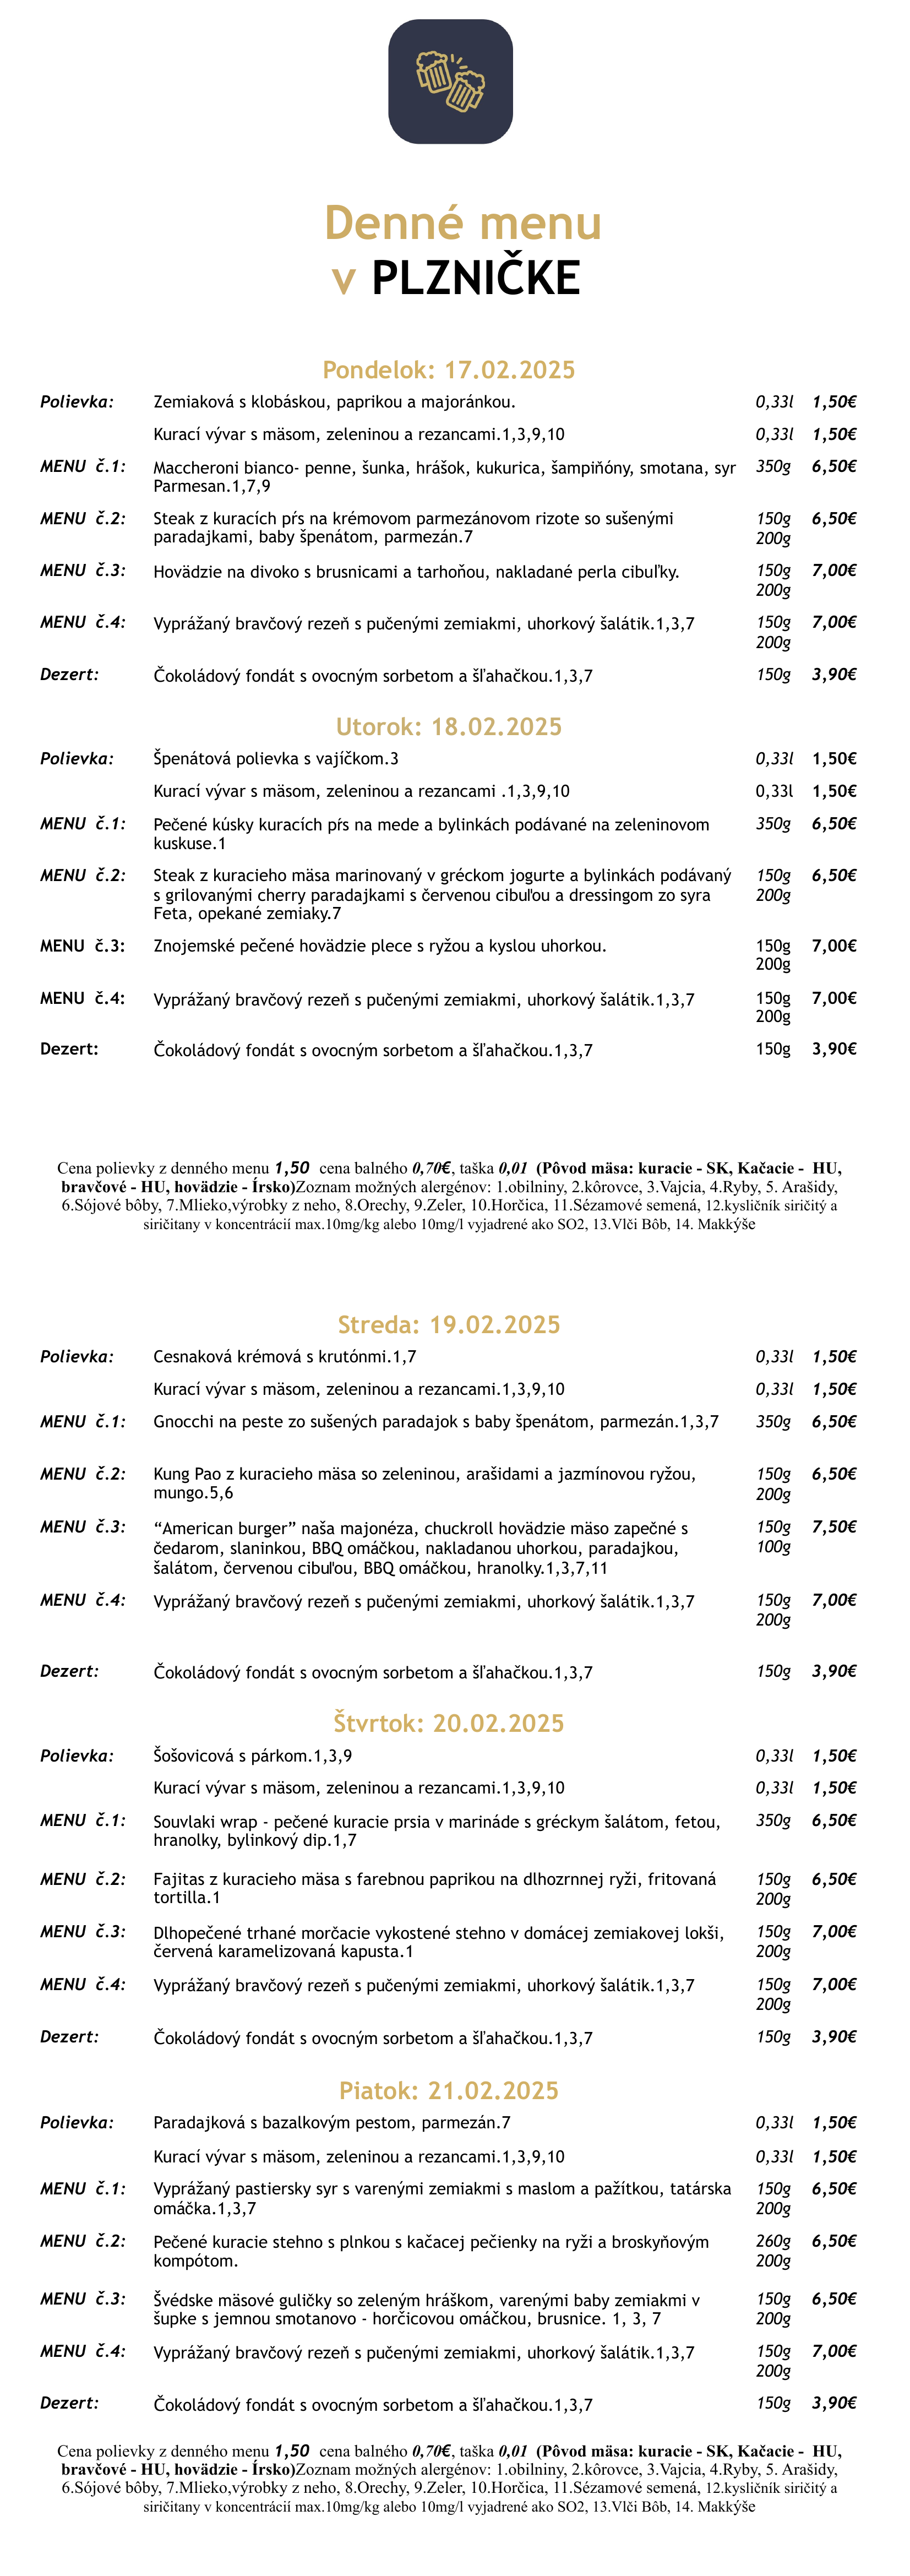 Denné menu
v PLZNIČKE
Pondelok: 17.02.2025
Polievka: Zemiaková s klobáskou, paprikou a majoránkou. 0,33l 1,50€
Kurací vývar s mäsom, zeleninou a rezancami.1,3,9,10 0,33l 1,50€
MENU č.1: Maccheroni bianco- penne, šunka, hrášok, kukurica, šampiňóny, smotana, syr 350g 6,50€
Parmesan.1,7,9
MENU č.2: Steak z kuracích pŕs na krémovom parmezánovom rizote so sušenými 150g 6,50€
paradajkami, baby špenátom, parmezán.7 200g
MENU č.3: Hovädzie na divoko s brusnicami a tarhoňou, nakladané perla cibuľky. 150g 7,00€
200g
MENU č.4: Vyprážaný bravčový rezeň s pučenými zemiakmi, uhorkový šalátik.1,3,7 150g 7,00€
200g
Dezert: Čokoládový fondát s ovocným sorbetom a šľahačkou.1,3,7 150g 3,90€
Utorok: 18.02.2025
Polievka: Špenátová polievka s vajíčkom.3 0,33l 1,50€
Kurací vývar s mäsom, zeleninou a rezancami .1,3,9,10 0,33l 1,50€
MENU č.1: Pečené kúsky kuracích pŕs na mede a bylinkách podávané na zeleninovom 350g 6,50€
kuskuse.1
MENU č.2: Steak z kuracieho mäsa marinovaný v gréckom jogurte a bylinkách podávaný 150g 6,50€
s grilovanými cherry paradajkami s červenou cibuľou a dressingom zo syra 200g
Feta, opekané zemiaky.7
MENU č.3: Znojemské pečené hovädzie plece s ryžou a kyslou uhorkou. 150g 7,00€
200g
MENU č.4: Vyprážaný bravčový rezeň s pučenými zemiakmi, uhorkový šalátik.1,3,7 150g 7,00€
200g
Dezert: Čokoládový fondát s ovocným sorbetom a šľahačkou.1,3,7 150g 3,90€
Cena polievky z denného menu 1,50 cena balného 0,70€, taška 0,01 (Pôvod mäsa: kuracie - SK, Kačacie - HU,
bravčové - HU, hovädzie - Írsko)Zoznam možných alergénov: 1.obilniny, 2.kôrovce, 3.Vajcia, 4.Ryby, 5. Arašidy,
6.Sójové bôby, 7.Mlieko,výrobky z neho, 8.Orechy, 9.Zeler, 10.Horčica, 11.Sézamové semená, 12.kysličník siričitý a
siričitany v koncentrácií max.10mg/kg alebo 10mg/l vyjadrené ako SO2, 13.Vlči Bôb, 14. Makkýše
Streda: 19.02.2025
Polievka: Cesnaková krémová s krutónmi.1,7 0,33l 1,50€
Kurací vývar s mäsom, zeleninou a rezancami.1,3,9,10 0,33l 1,50€
MENU č.1: Gnocchi na peste zo sušených paradajok s baby špenátom, parmezán.1,3,7 350g 6,50€
MENU č.2: Kung Pao z kuracieho mäsa so zeleninou, arašidami a jazmínovou ryžou, 150g 6,50€
mungo.5,6 200g
MENU č.3: “American burger” naša majonéza, chuckroll hovädzie mäso zapečné s 150g 7,50€
čedarom, slaninkou, BBQ omáčkou, nakladanou uhorkou, paradajkou, 100g
šalátom, červenou cibuľou, BBQ omáčkou, hranolky.1,3,7,11
MENU č.4: Vyprážaný bravčový rezeň s pučenými zemiakmi, uhorkový šalátik.1,3,7 150g 7,00€
200g
Dezert: Čokoládový fondát s ovocným sorbetom a šľahačkou.1,3,7 150g 3,90€
Štvrtok: 20.02.2025
Polievka: Šošovicová s párkom.1,3,9 0,33l 1,50€
Kurací vývar s mäsom, zeleninou a rezancami.1,3,9,10 0,33l 1,50€
MENU č.1: Souvlaki wrap - pečené kuracie prsia v marináde s gréckym šalátom, fetou, 350g 6,50€
hranolky, bylinkový dip.1,7
MENU č.2: Fajitas z kuracieho mäsa s farebnou paprikou na dlhozrnnej ryži, fritovaná 150g 6,50€
tortilla.1 200g
MENU č.3: Dlhopečené trhané morčacie vykostené stehno v domácej zemiakovej lokši, 150g 7,00€
červená karamelizovaná kapusta.1 200g
MENU č.4: Vyprážaný bravčový rezeň s pučenými zemiakmi, uhorkový šalátik.1,3,7 150g 7,00€
200g
Dezert: Čokoládový fondát s ovocným sorbetom a šľahačkou.1,3,7 150g 3,90€
Piatok: 21.02.2025
Polievka: Paradajková s bazalkovým pestom, parmezán.7 0,33l 1,50€
Kurací vývar s mäsom, zeleninou a rezancami.1,3,9,10 0,33l 1,50€
MENU č.1: Vyprážaný pastiersky syr s varenými zemiakmi s maslom a pažítkou, tatárska 150g 6,50€
omáčka.1,3,7 200g
MENU č.2: Pečené kuracie stehno s plnkou s kačacej pečienky na ryži a broskyňovým 260g 6,50€
kompótom. 200g
MENU č.3: Švédske mäsové guličky so zeleným hráškom, varenými baby zemiakmi v 150g 6,50€
šupke s jemnou smotanovo - horčicovou omáčkou, brusnice. 1, 3, 7 200g
MENU č.4: Vyprážaný bravčový rezeň s pučenými zemiakmi, uhorkový šalátik.1,3,7 150g 7,00€
200g
Dezert: Čokoládový fondát s ovocným sorbetom a šľahačkou.1,3,7 150g 3,90€
Cena polievky z denného menu 1,50 cena balného 0,70€, taška 0,01 (Pôvod mäsa: kuracie - SK, Kačacie - HU,
bravčové - HU, hovädzie - Írsko)Zoznam možných alergénov: 1.obilniny, 2.kôrovce, 3.Vajcia, 4.Ryby, 5. Arašidy,
6.Sójové bôby, 7.Mlieko,výrobky z neho, 8.Orechy, 9.Zeler, 10.Horčica, 11.Sézamové semená, 12.kysličník siričitý a
siričitany v koncentrácií max.10mg/kg alebo 10mg/l vyjadrené ako SO2, 13.Vlči Bôb, 14. Makkýše